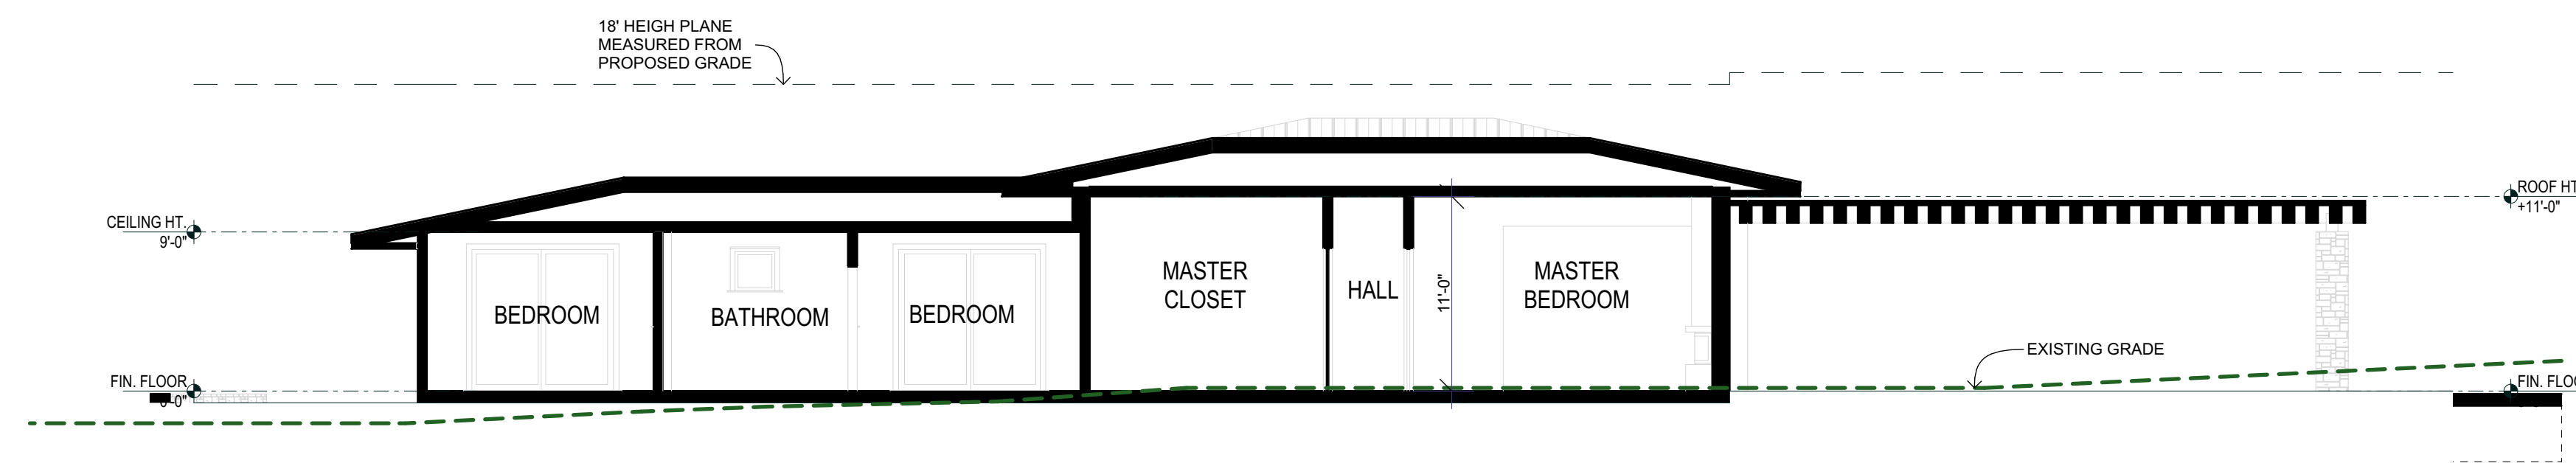 18' HEIGH PLANE
MEASURED FROM
PROPOSED GRADE
CEILING HT.
9'-0"
ROOF HT
+11'-0"
BEDROOM
BATHROOM
BEDROOM
MASTER
CLOSET
HALL
11'-0"
MASTER
BEDROOM
EXISTING GRADE
FIN. FLOOR
0'-0"
FIN. FLOO